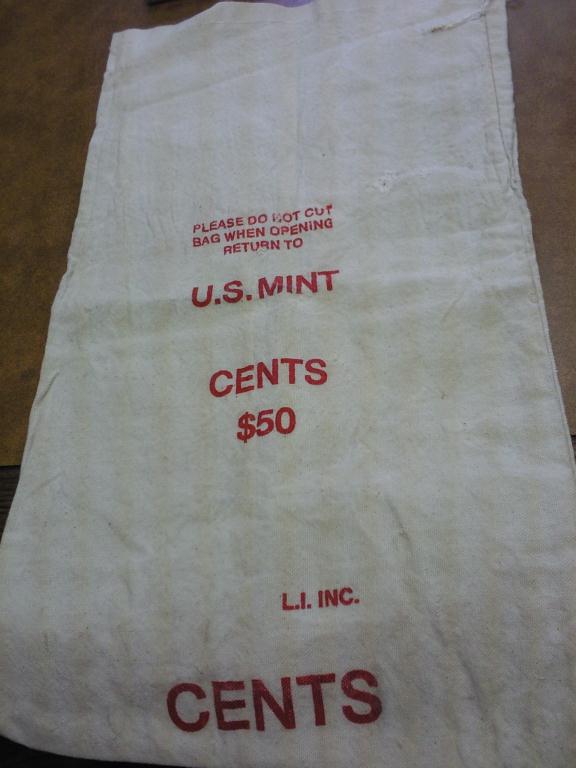 PLEASE DO NOT CUT
BAG WHEN OPENING
RETURN TO
U.S. MINT
CENTS
$50
L.I. INC.
CENTS